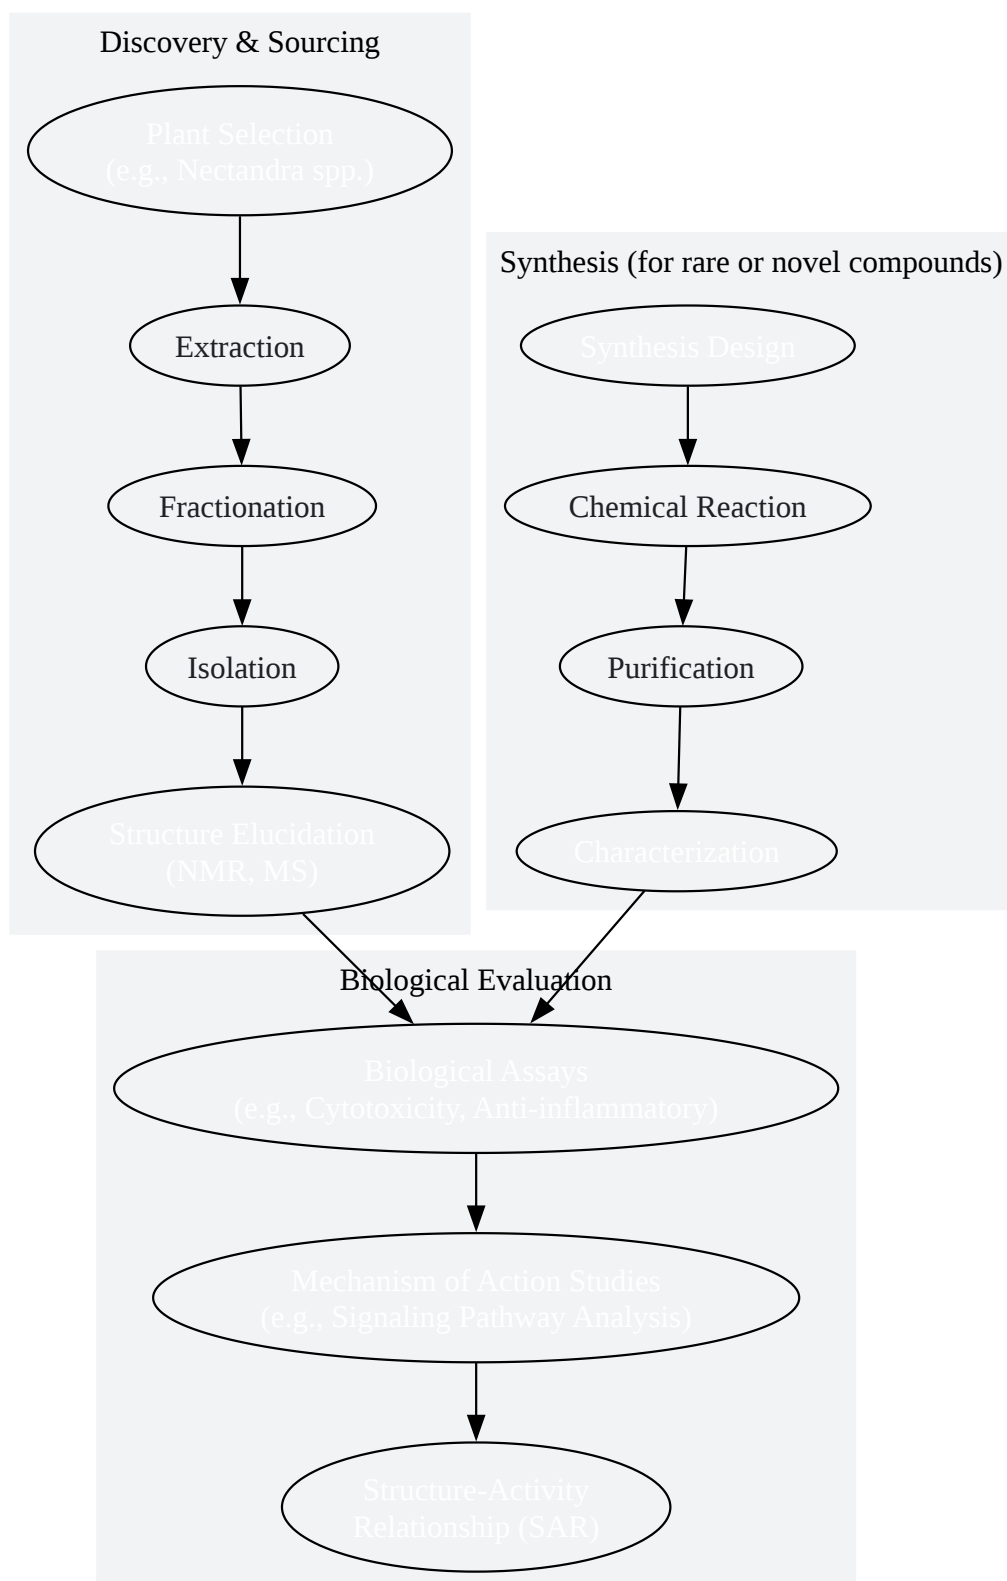 Discovery & Sourcing
Plant Selection
(e.g., Nectandra spp.)
Extraction
Fractionation
Isolation
Structure Elucidation
(NMR, MS)
Synthesis (for rare or novel compounds)
Synthesis Design
Chemical Reaction
Purification
Characterization
Biological Evaluation
Biological Assays
(e.g., Cytotoxicity, Anti-inflammatory)
Mechanism of Action Studies
(e.g., Signaling Pathway Analysis)
Structure-Activity
Relationship (SAR)